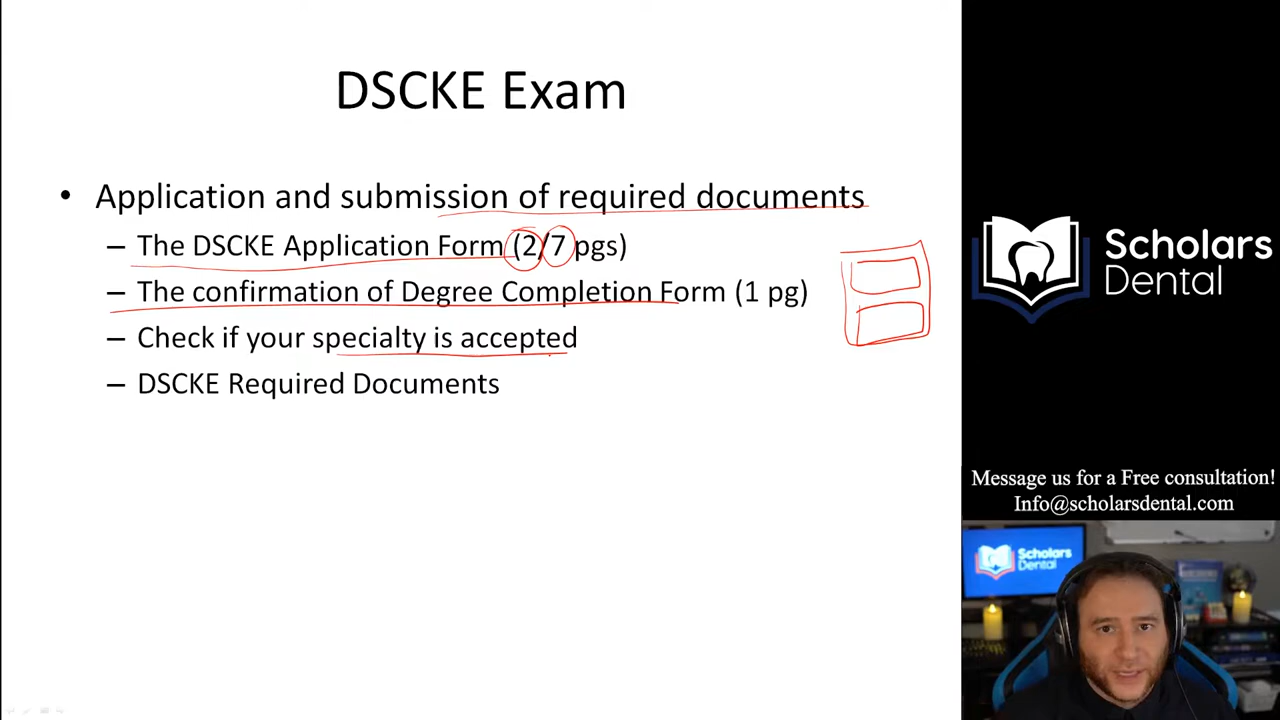 DSCKE Exam
• Application and submission of required documents
– The DSCKE Application Form (2/7 pgs)
– The confirmation of Degree Completion Form (1 pg)
– Check if your specialty is accepted
– DSCKE Required Documents
Scholars
Dental
Message us for a Free consultation!
Info@scholarsdental.com
Scholars
Dental